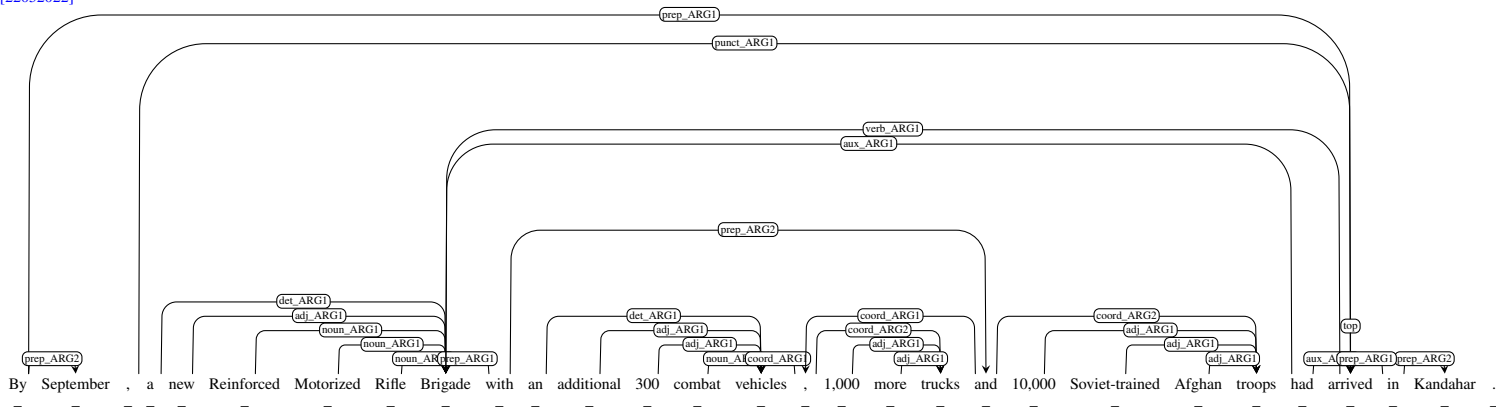 [22052022]
prep_ARG1
punct_ARG1
verb_ARG1
aux_ARG1
prep_ARG2
det_ARG1 det_ARG1 coord_ARG1 coord_ARG2
adj_ARG1 adj_ARG1 coord_ARG2 adj_ARG1 top
noun_ARG1 adj_ARG1 adj_ARG1 adj_ARG1
noun_ARG1
prep_ARG2 prep_ARG1 coord_ARG1 adj_ARG1 adj_ARG1 prep_ARG1 prep_ARG2
By September , a new Reinforced Motorized Rifle Brigade with an additional 300 combat vehicles , 1,000 more trucks and 10,000 Soviet-trained Afghan troops had arrived in Kandahar .